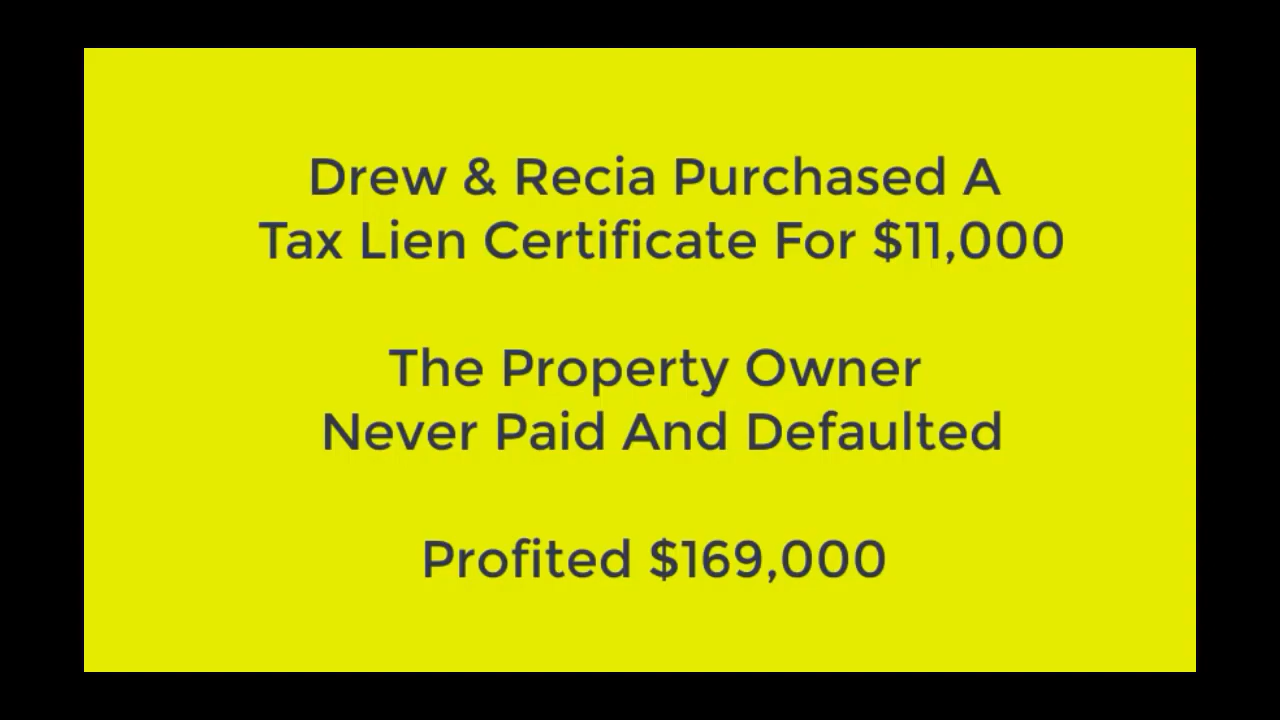 Drew & Recia Purchased A
Tax Lien Certificate For $11,000
The Property Owner
Never Paid And Defaulted
Profited $169,000